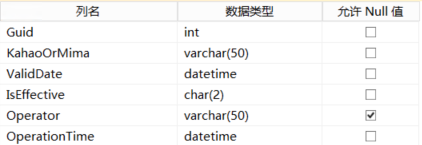 列名 数据类型 允许 Null 值
Guid int
KahaoOrMima varchar(50)
ValidDate datetime
IsEffective char(2)
Operator varchar(50)
OperationTime datetime